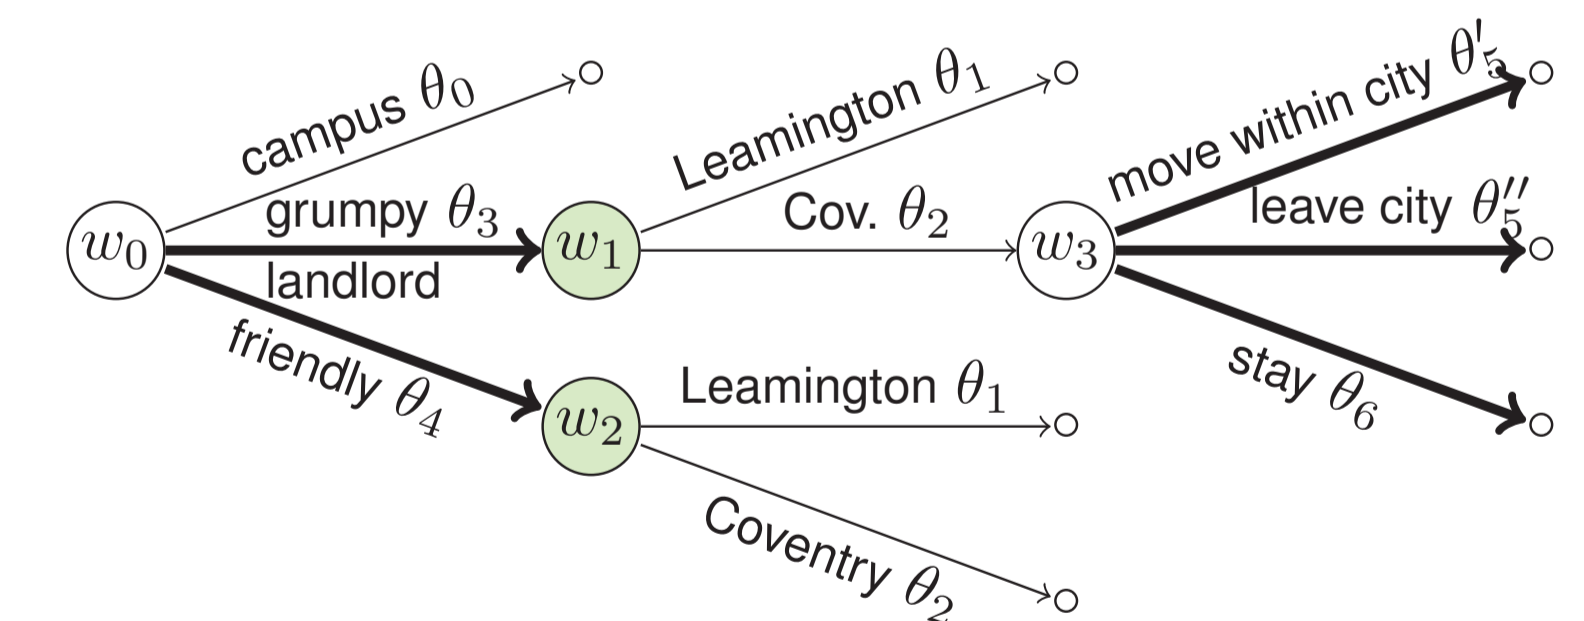 campus θ₀
Leamington θ₁
move within city θ′₅
grumpy θ₃
Cov. θ₂
leave city θ″₅
w₀
w₁
w₃
landlord
friendly θ₄
Leamington θ₁
stay θ₆
w₂
Coventry θ₂